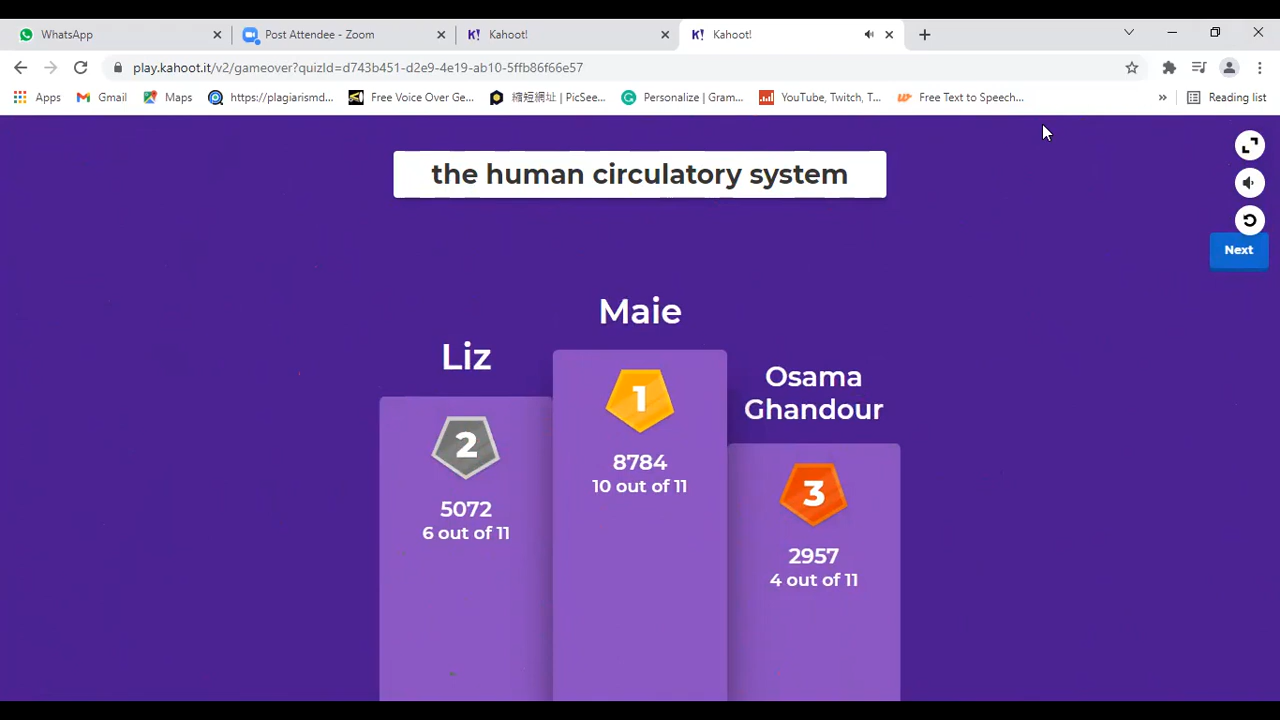 WhatsApp
Post Attendee - Zoom
K! Kahoot!
K! Kahoot!
play.kahoot.it/v2/gameover?quizId=d743b451-d2e9-4e19-ab10-5ffb86f66e57
Apps
Gmail
Maps
https://plagiarismd...
Free Voice Over Ge...
縮短網址 | PicSee...
Personalize | Gram...
YouTube, Twitch, T...
Free Text to Speech...
»
Reading list
the human circulatory system
Next
Maie
Liz
Osama
Ghandour
1
8784
10 out of 11
2
5072
6 out of 11
3
2957
4 out of 11